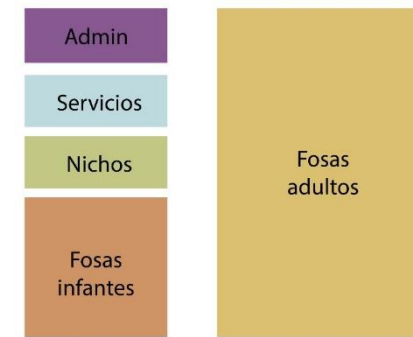 Admin
Servicios
Nichos
Fosas
infantes
Fosas
adultos